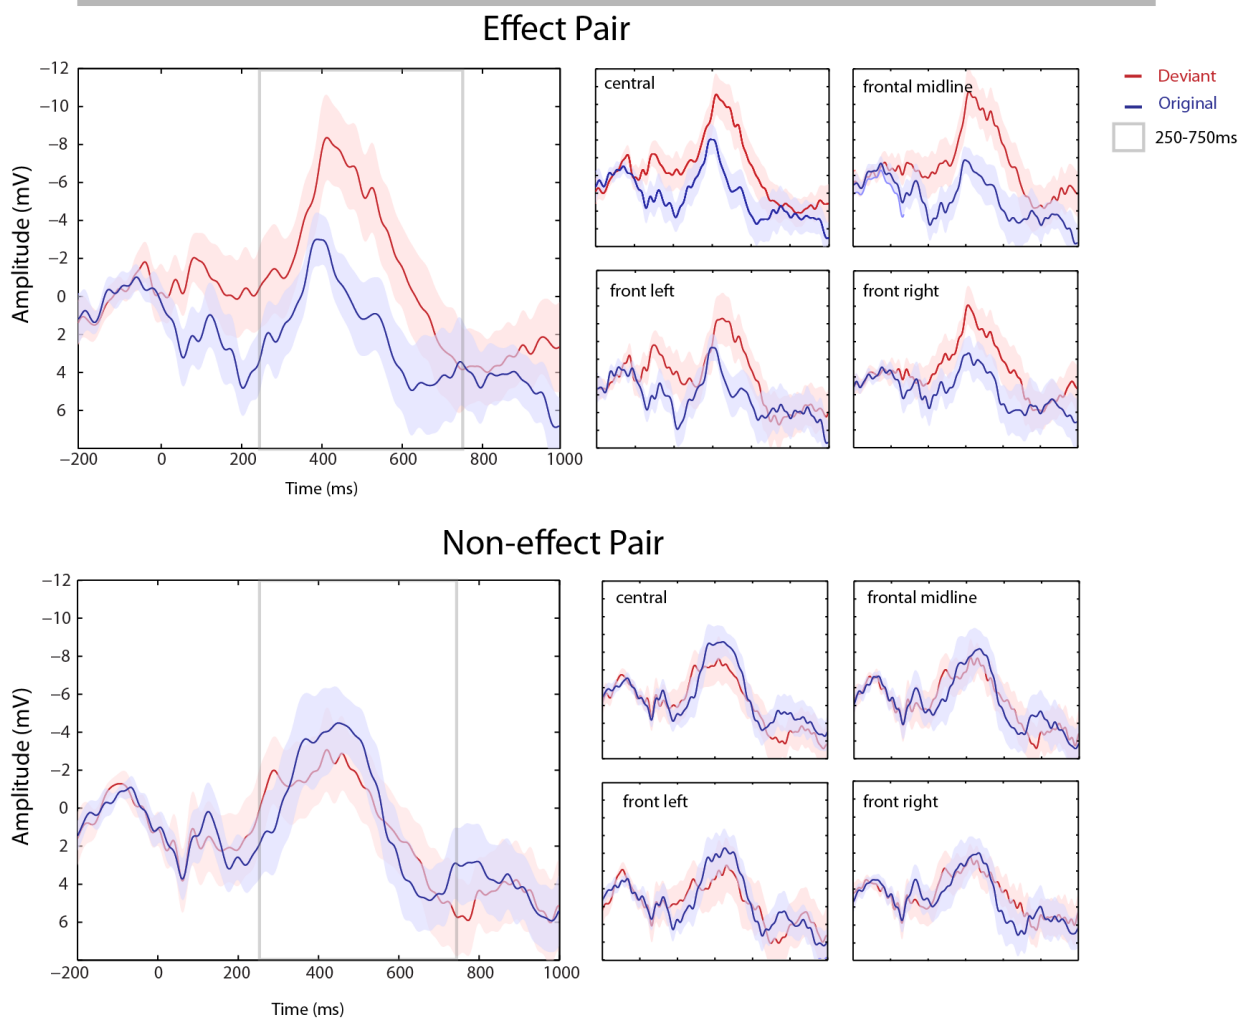 Effect Pair
−12
−10
−8
−6
−4
−2
0
2
4
6
Amplitude (mV)
−200 0 200 400 600 800 1000
Time (ms)
central
frontal midline
front left
front right
Deviant
Original
250-750ms
Non-effect Pair
−12
−10
−8
−6
−4
−2
0
2
4
6
Amplitude (mV)
−200 0 200 400 600 800 1000
Time (ms)
central
frontal midline
front left
front right